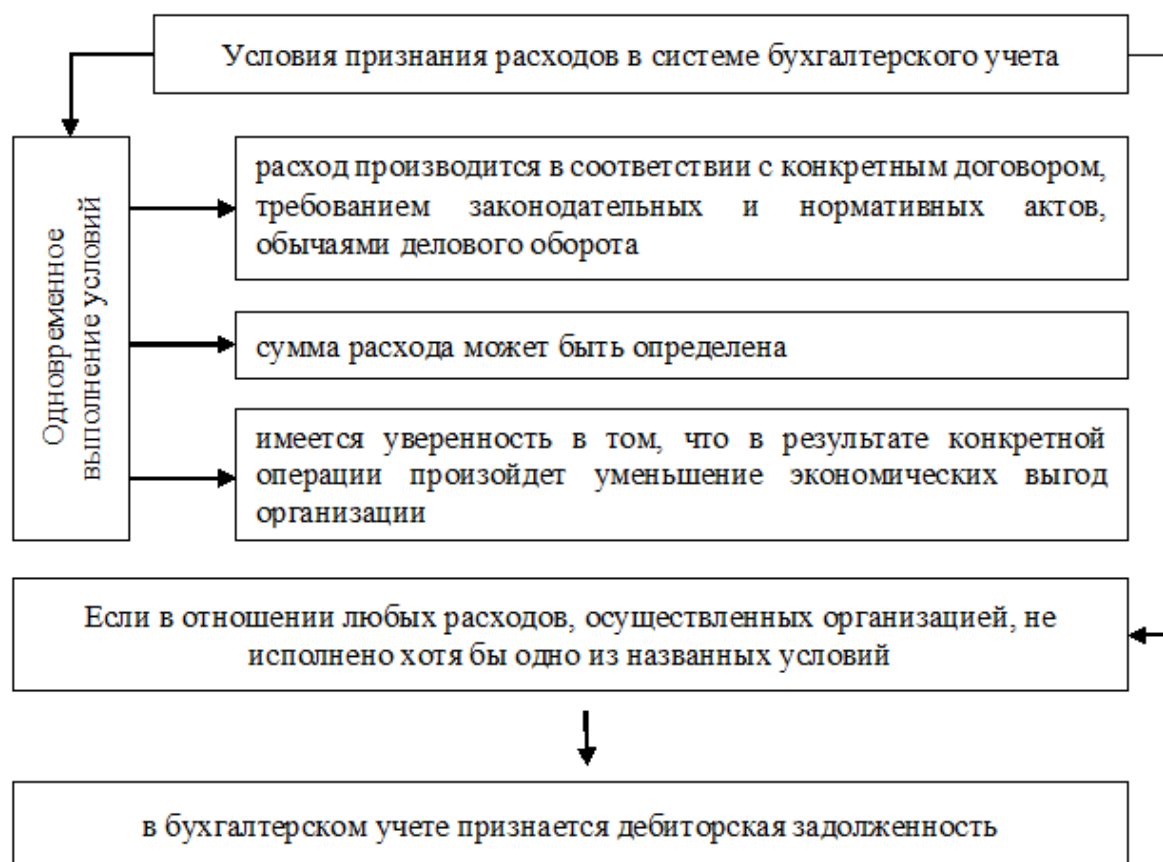 Условия признания расходов в системе бухгалтерского учета
Одновременное
выполнение условий
расход производится в соответствии с конкретным договором,
требованием законодательных и нормативных актов,
обычаями делового оборота
сумма расхода может быть определена
имеется уверенность в том, что в результате конкретной
операции произойдет уменьшение экономических выгод
организации
Если в отношении любых расходов, осуществленных организацией, не
исполнено хотя бы одно из названных условий
в бухгалтерском учете признается дебиторская задолженность